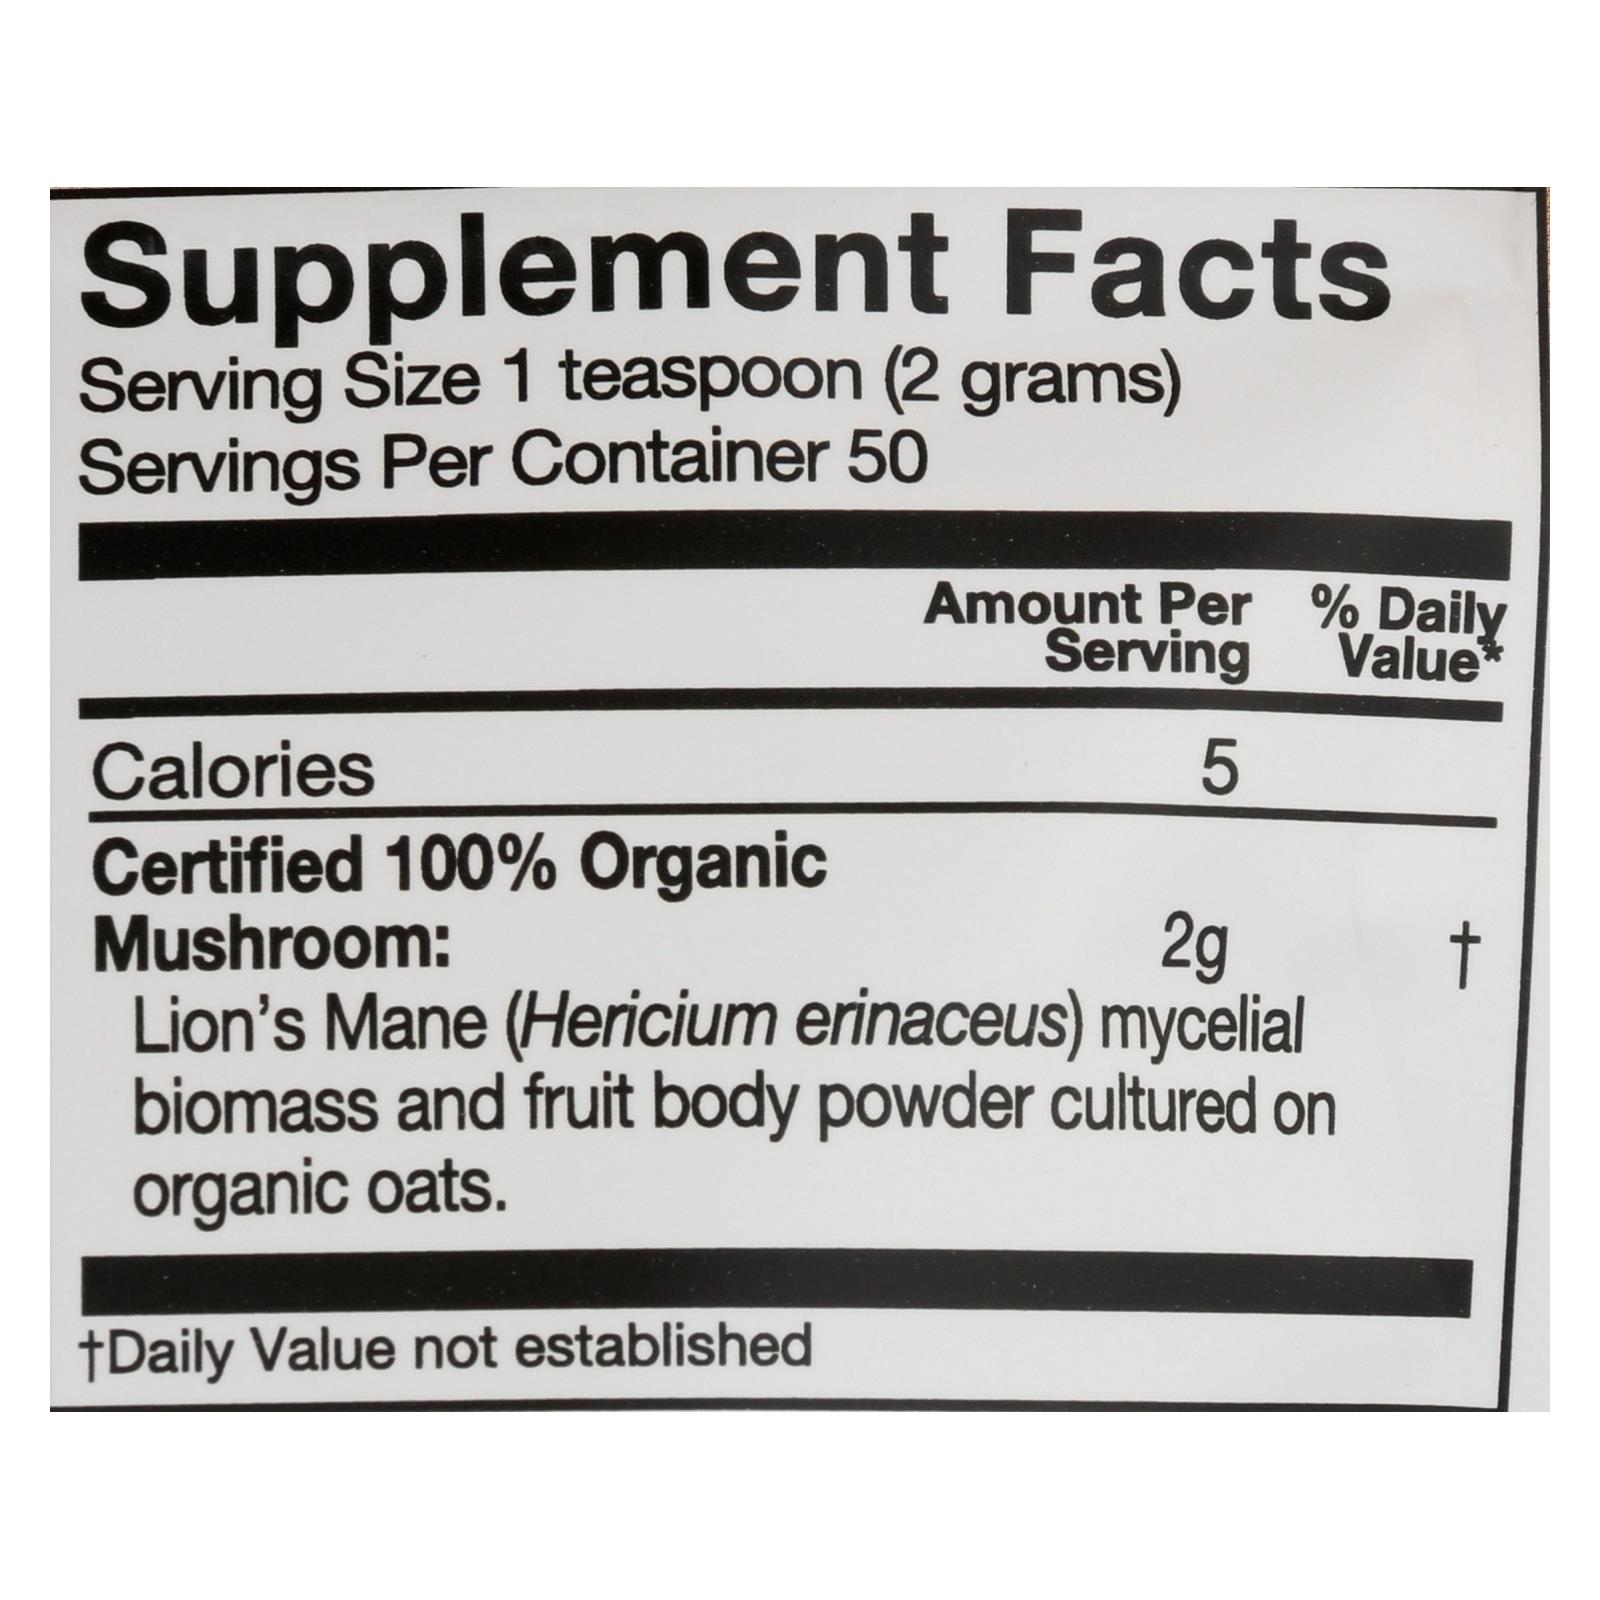 Supplement Facts
Serving Size 1 teaspoon (2 grams)
Servings Per Container 50
Amount Per % Daily
Serving Value*
Calories 5
Certified 100% Organic
Mushroom: 2g †
Lion's Mane (Hericium erinaceus) mycelial
biomass and fruit body powder cultured on
organic oats.
†Daily Value not established